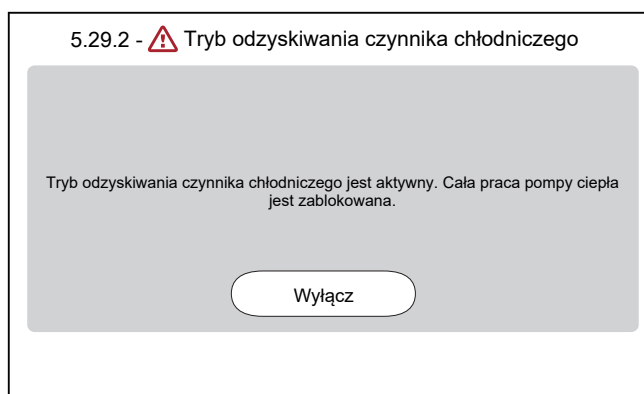 5.29.2 - Tryb odzyskiwania czynnika chłodniczego
Tryb odzyskiwania czynnika chłodniczego jest aktywny. Cała praca pompy ciepła
jest zablokowana.
Wyłącz